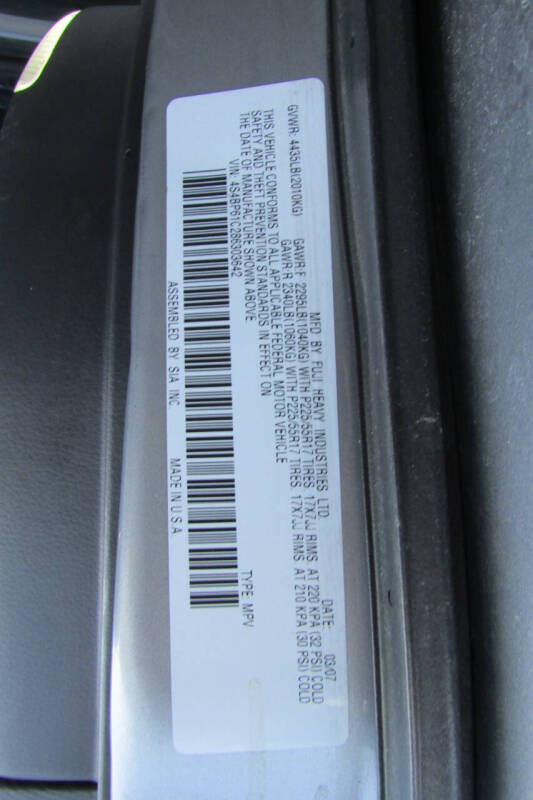 MFD BY FUJI HEAVY INDUSTRIES LTD. DATE: 03/07
GVWR: 4435LB(2010KG) GAWR:F 2295LB(1040KG) WITH P225/55R17 TIRES, 17X7JJ RIMS, AT 220 KPA (32 PSI) COLD
GAWR:R 2340LB(1060KG) WITH P225/55R17 TIRES, 17X7JJ RIMS, AT 210 KPA (30 PSI) COLD
THIS VEHICLE CONFORMS TO ALL APPLICABLE FEDERAL MOTOR VEHICLE
SAFETY AND THEFT PREVENTION STANDARDS IN EFFECT ON
THE DATE OF MANUFACTURE SHOWN ABOVE.
VIN: 4S4BP61C286303642 TYPE: MPV
ASSEMBLED BY SIA INC. MADE IN U.S.A.